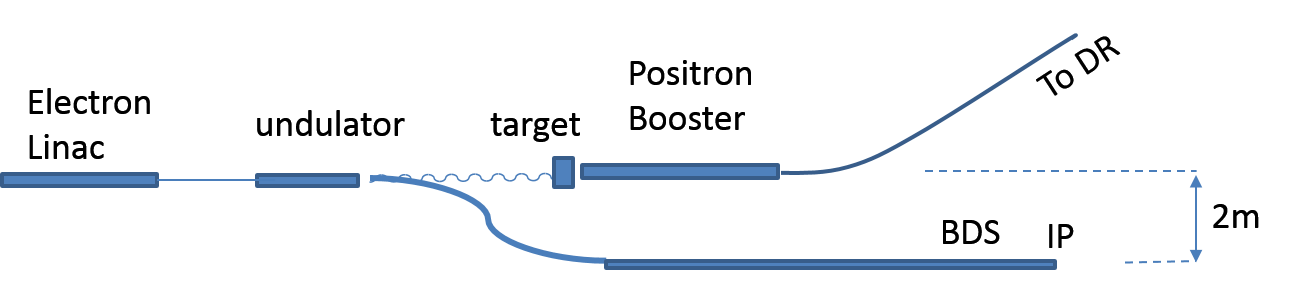 Electron
Linac
undulator
target
Positron
Booster
To DR
BDS
IP
2m